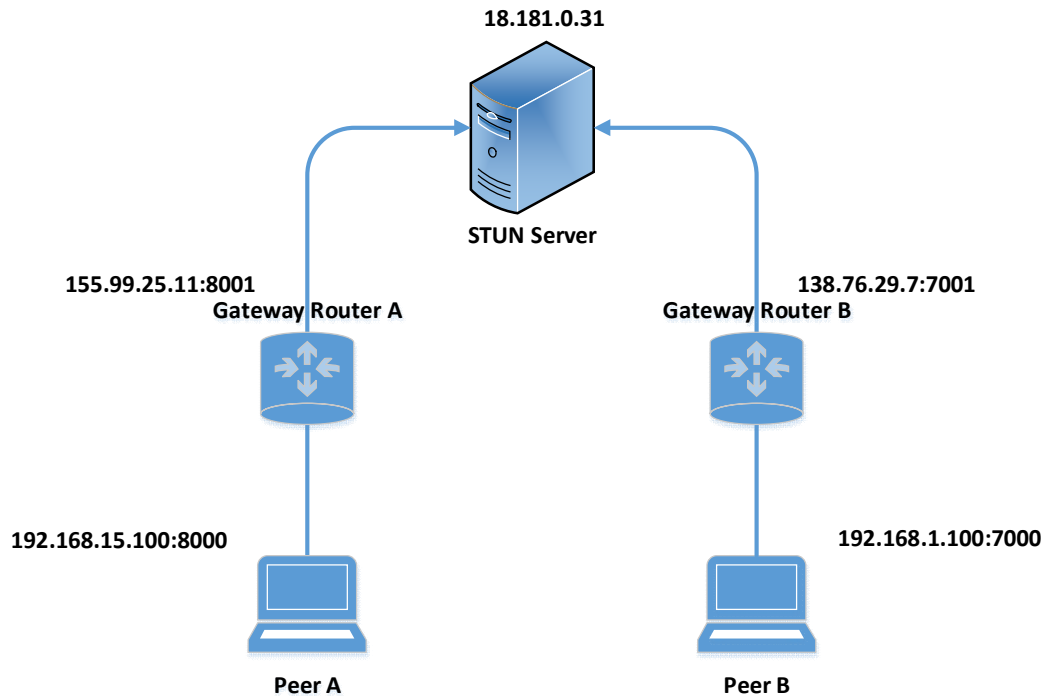 18.181.0.31
STUN Server
155.99.25.11:8001
138.76.29.7:7001
Gateway Router A
Gateway Router B
192.168.15.100:8000
192.168.1.100:7000
Peer A
Peer B